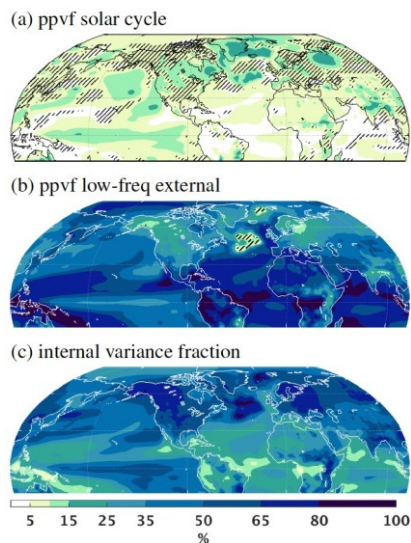 (a) ppvf solar cycle
(b) ppvf low-freq external
(c) internal variance fraction
5 15 25 35 50 65 80 100
%